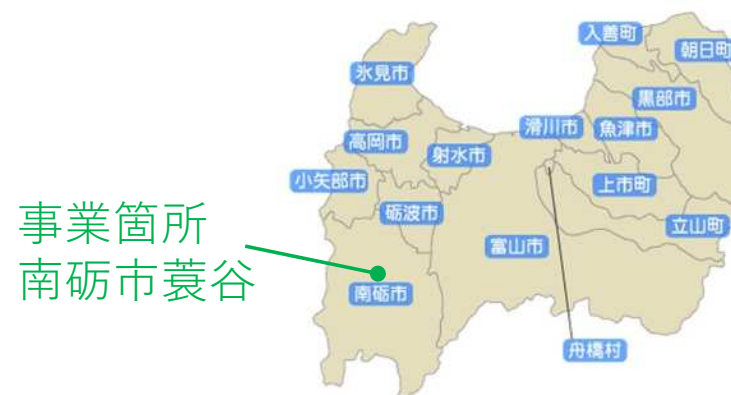 入善町
朝日町
氷見市
黒部市
滑川市
魚津市
高岡市
射水市
小矢部市
上市町
砺波市
事業箇所
南砺市蓑谷
立山町
富山市
南砺市
舟橋村